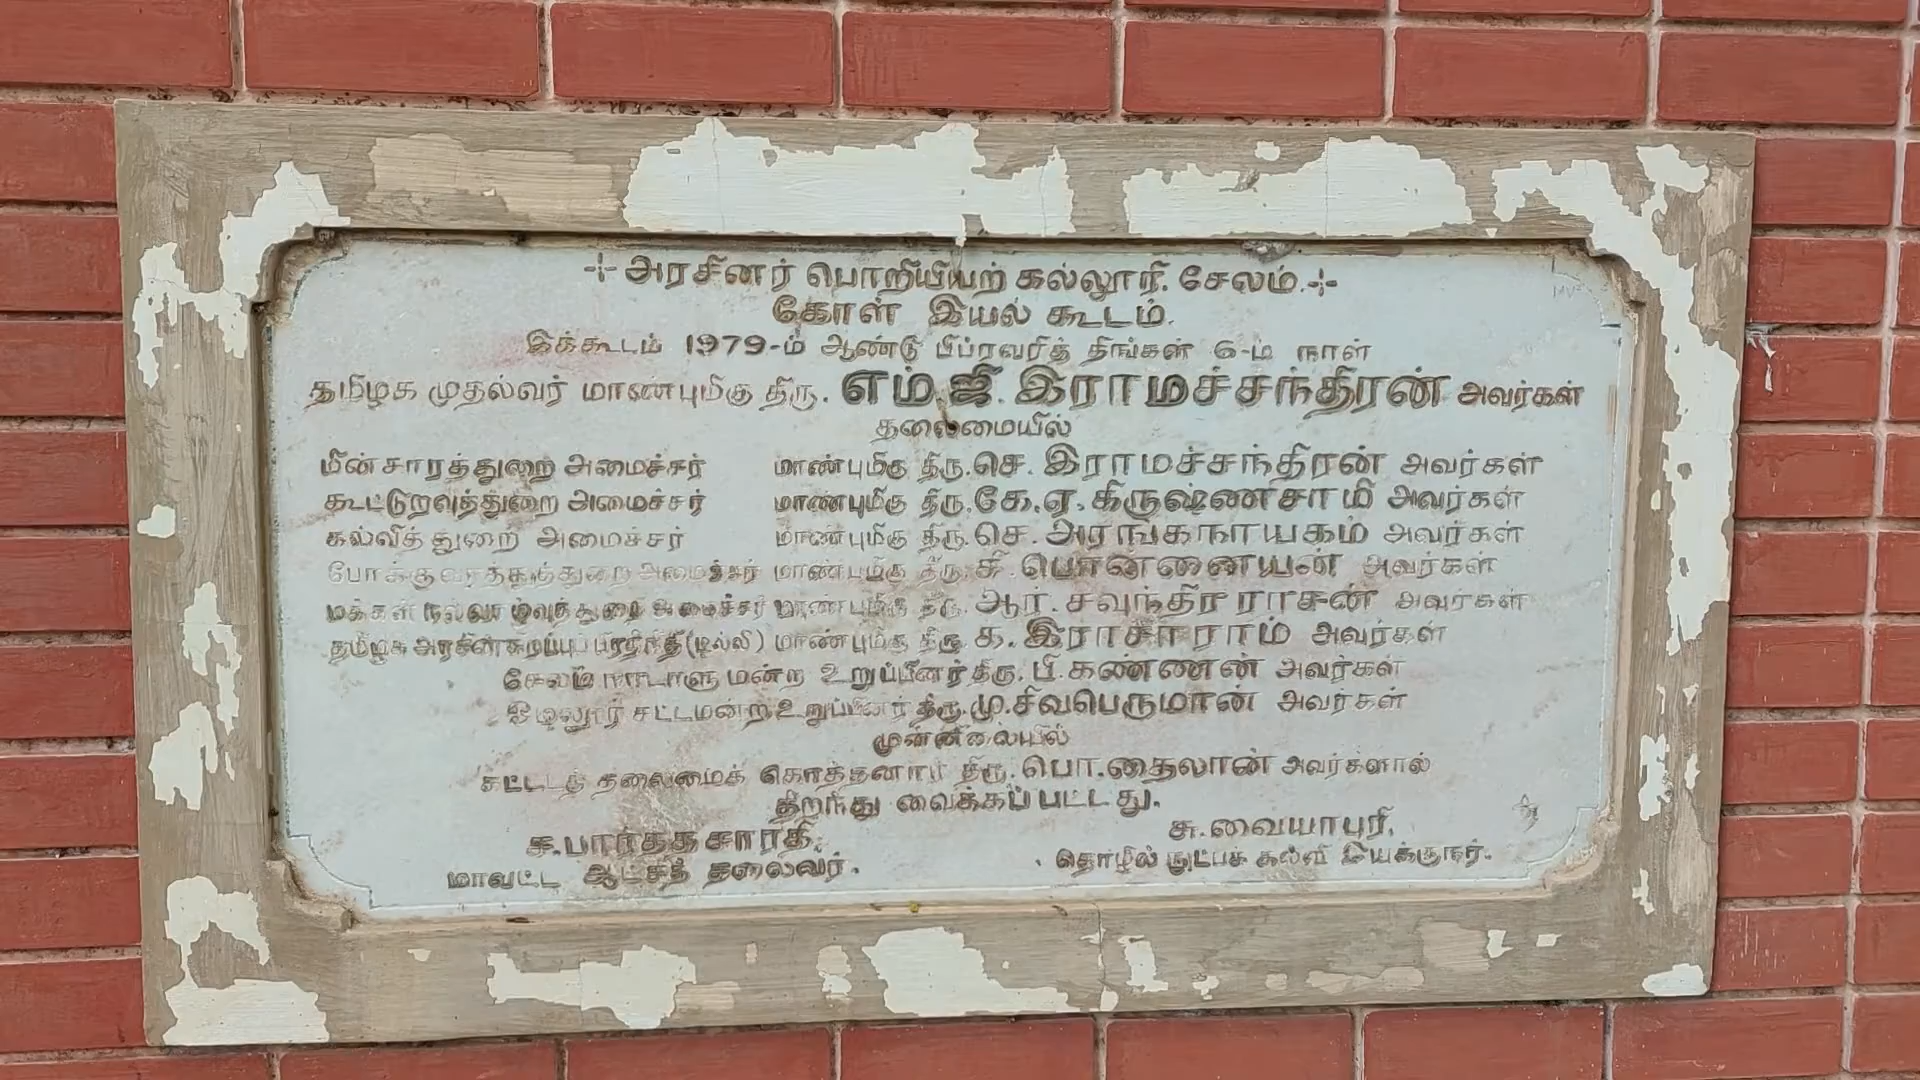 அரசினர் பொறியியற் கல்லூரி. சேலம்.
கோள் இயல் கூடம்.
இக்கூடம் 1979-ம் ஆண்டு பிப்ரவரித் திங்கள் 6-ம் நாள்
தமிழக முதல்வர் மாண்புமிகு திரு. எம்.ஜி.இராமச்சந்திரன் அவர்கள்
தலைமையில்
மின்சாரத்துறை அமைச்சர் மாண்புமிகு திரு.செ. இராமச்சந்திரன் அவர்கள்
கூட்டுறவுத்துறை அமைச்சர் மாண்புமிகு திரு.கே.ஏ.கிருஷ்ணசாமி அவர்கள்
கல்வித்துறை அமைச்சர் மாண்புமிகு திரு.செ.அரங்கநாயகம் அவர்கள்
போக்குவரத்துத்துறை அமைச்சர் மாண்புமிகு திரு.சி.பொன்னையன் அவர்கள்
மக்கள் நல்வாழ்வுத்துறை அமைச்சர் மாண்புமிகு திரு. ஆர்.சவுந்திரராசன் அவர்கள்
தமிழக அரசின் சிறப்புப் பிரதிநிதி(டில்லி) மாண்புமிகு திரு க.இராசாராம் அவர்கள்
சேலம் நாடாளுமன்ற உறுப்பினர் திரு.பி.கண்ணன் அவர்கள்
ஓமலூர் சட்டமன்ற உறுப்பினர் திரு.மு.சிவபெருமான் அவர்கள்
முன்னிலையில்
கட்டடத் தலைமைக் கொத்தனார் திரு.பொ.தைலான் அவர்களால்
திறந்து வைக்கப்பட்டது.
ச.பார்த்தசாரதி,
மாவட்ட ஆட்சித் தலைவர்.
சு.வையாபுரி,
தொழில் நுட்பக் கல்வி இயக்குநர்.